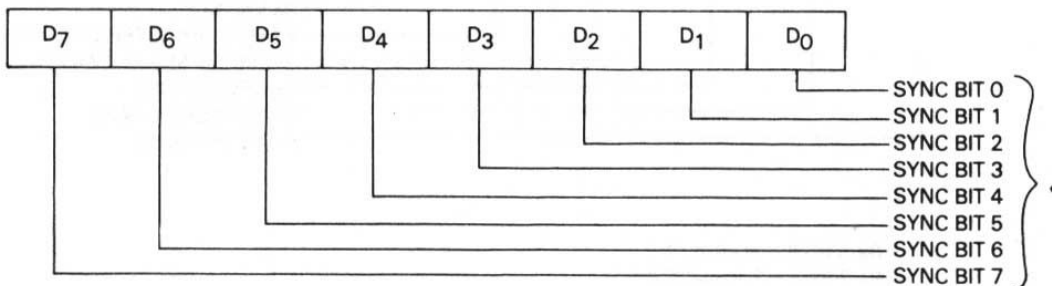 D7 D6 D5 D4 D3 D2 D1 D0
SYNC BIT 0
SYNC BIT 1
SYNC BIT 2
SYNC BIT 3
SYNC BIT 4
SYNC BIT 5
SYNC BIT 6
SYNC BIT 7